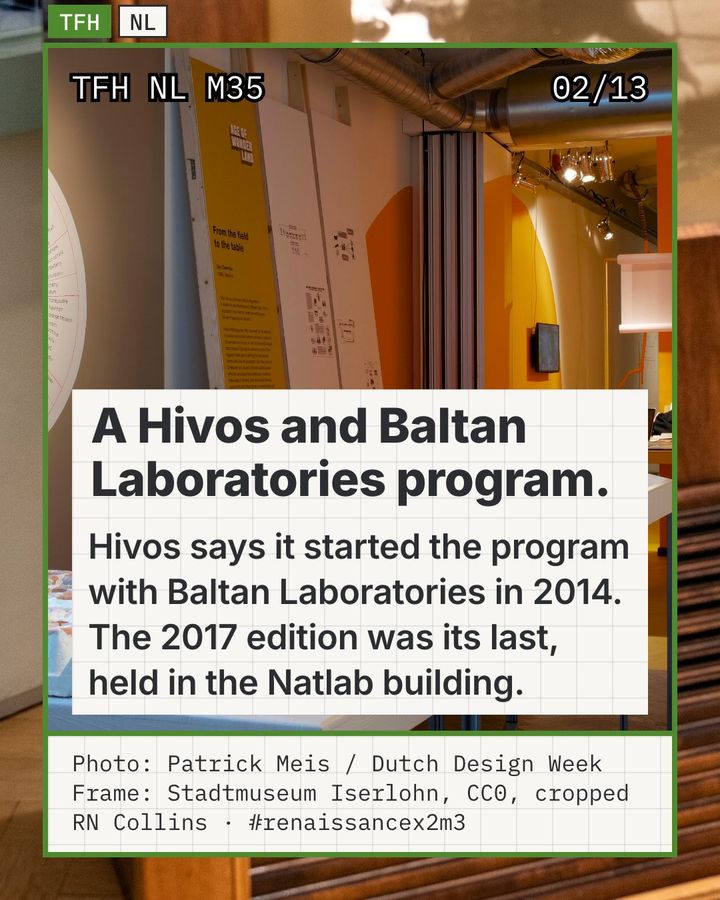 TFH NL
TFH NL M35
02/13
AGE OF
WONDER
LAND
From the field
to the table
A Hivos and Baltan
Laboratories program.
Hivos says it started the program
with Baltan Laboratories in 2014.
The 2017 edition was its last,
held in the Natlab building.
Photo: Patrick Meis / Dutch Design Week
Frame: Stadtmuseum Iserlohn, CC0, cropped
RN Collins · #renaissancex2m3